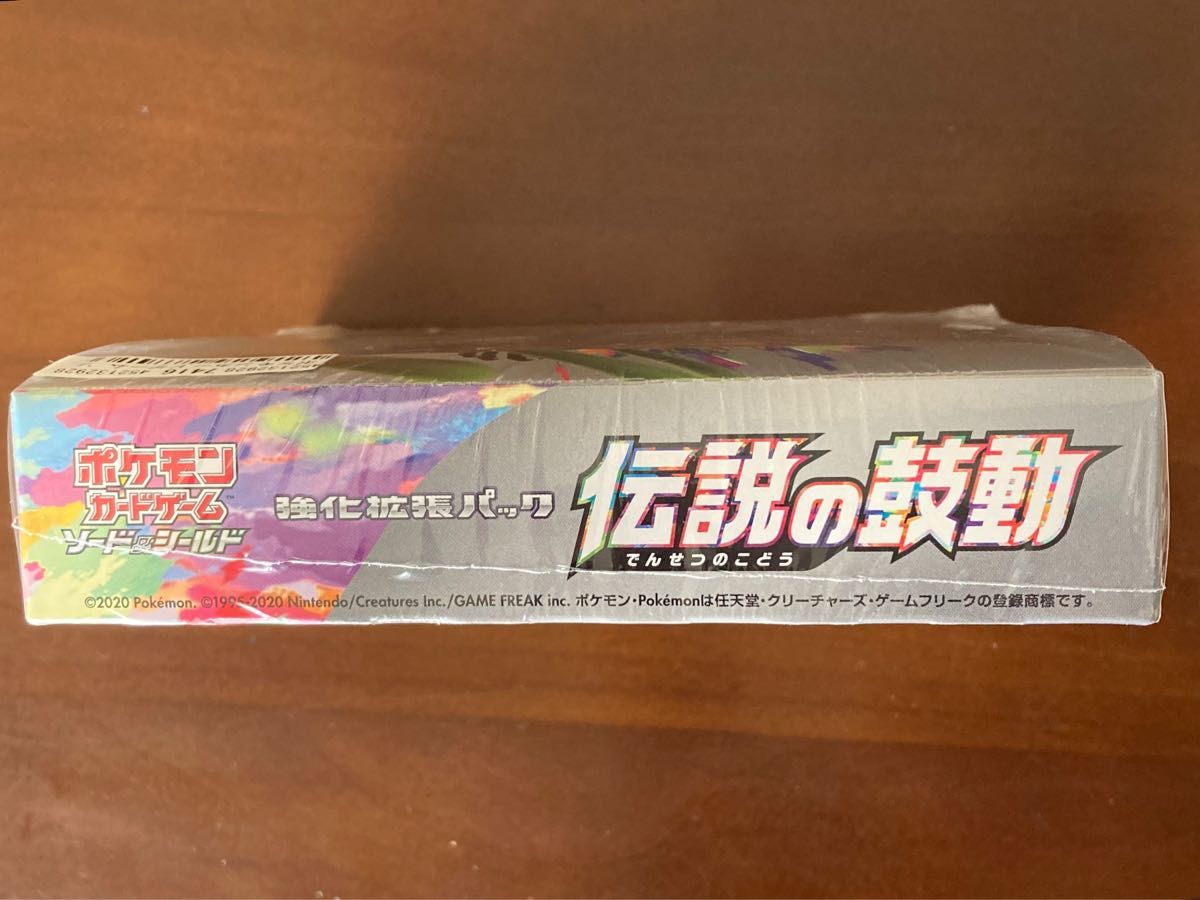 ポケモン
カードゲーム™
ソード&シールド
強化拡張パック
伝説の鼓動
でんせつのこどう
©2020 Pokémon. ©1995-2020 Nintendo/Creatures Inc./GAME FREAK inc. ポケモン・Pokémonは任天堂・クリーチャーズ・ゲームフリークの登録商標です。